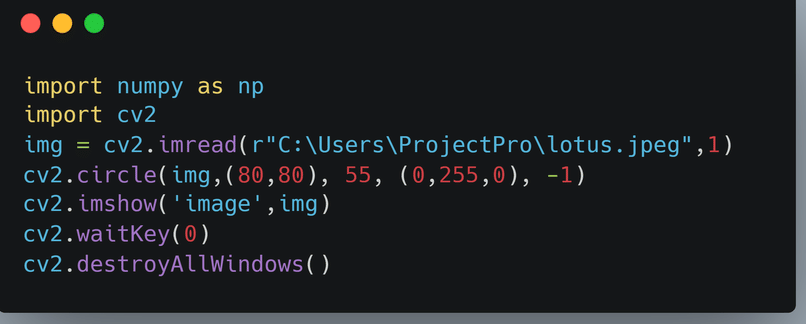 import numpy as np
import cv2
img = cv2.imread(r"C:\Users\ProjectPro\lotus.jpeg",1)
cv2.circle(img,(80,80), 55, (0,255,0), -1)
cv2.imshow('image',img)
cv2.waitKey(0)
cv2.destroyAllWindows()